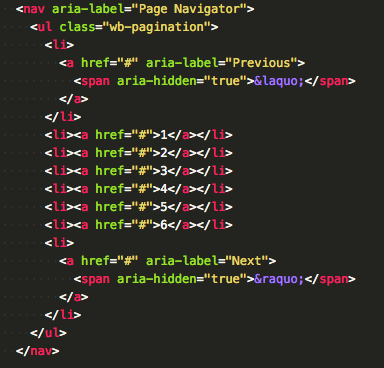 <nav aria-label="Page Navigator">
<ul class="wb-pagination">
<li>
<a href="#" aria-label="Previous">
<span aria-hidden="true">&laquo;</span>
</a>
</li>
<li><a href="#">1</a></li>
<li><a href="#">2</a></li>
<li><a href="#">3</a></li>
<li><a href="#">4</a></li>
<li><a href="#">5</a></li>
<li><a href="#">6</a></li>
<li>
<a href="#" aria-label="Next">
<span aria-hidden="true">&raquo;</span>
</a>
</li>
</ul>
</nav>